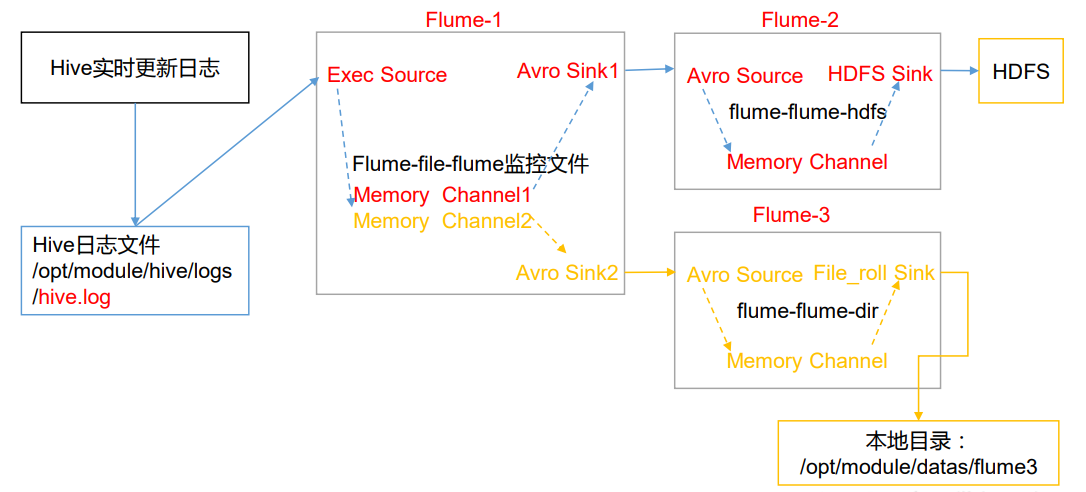 Hive实时更新日志
Hive日志文件
/opt/module/hive/logs
/hive.log
Flume-1
Exec Source
Avro Sink1
Flume-file-flume监控文件
Memory Channel1
Memory Channel2
Avro Sink2
Flume-2
Avro Source
HDFS Sink
flume-flume-hdfs
Memory Channel
HDFS
Flume-3
Avro Source
File_roll Sink
flume-flume-dir
Memory Channel
本地目录：
/opt/module/datas/flume3